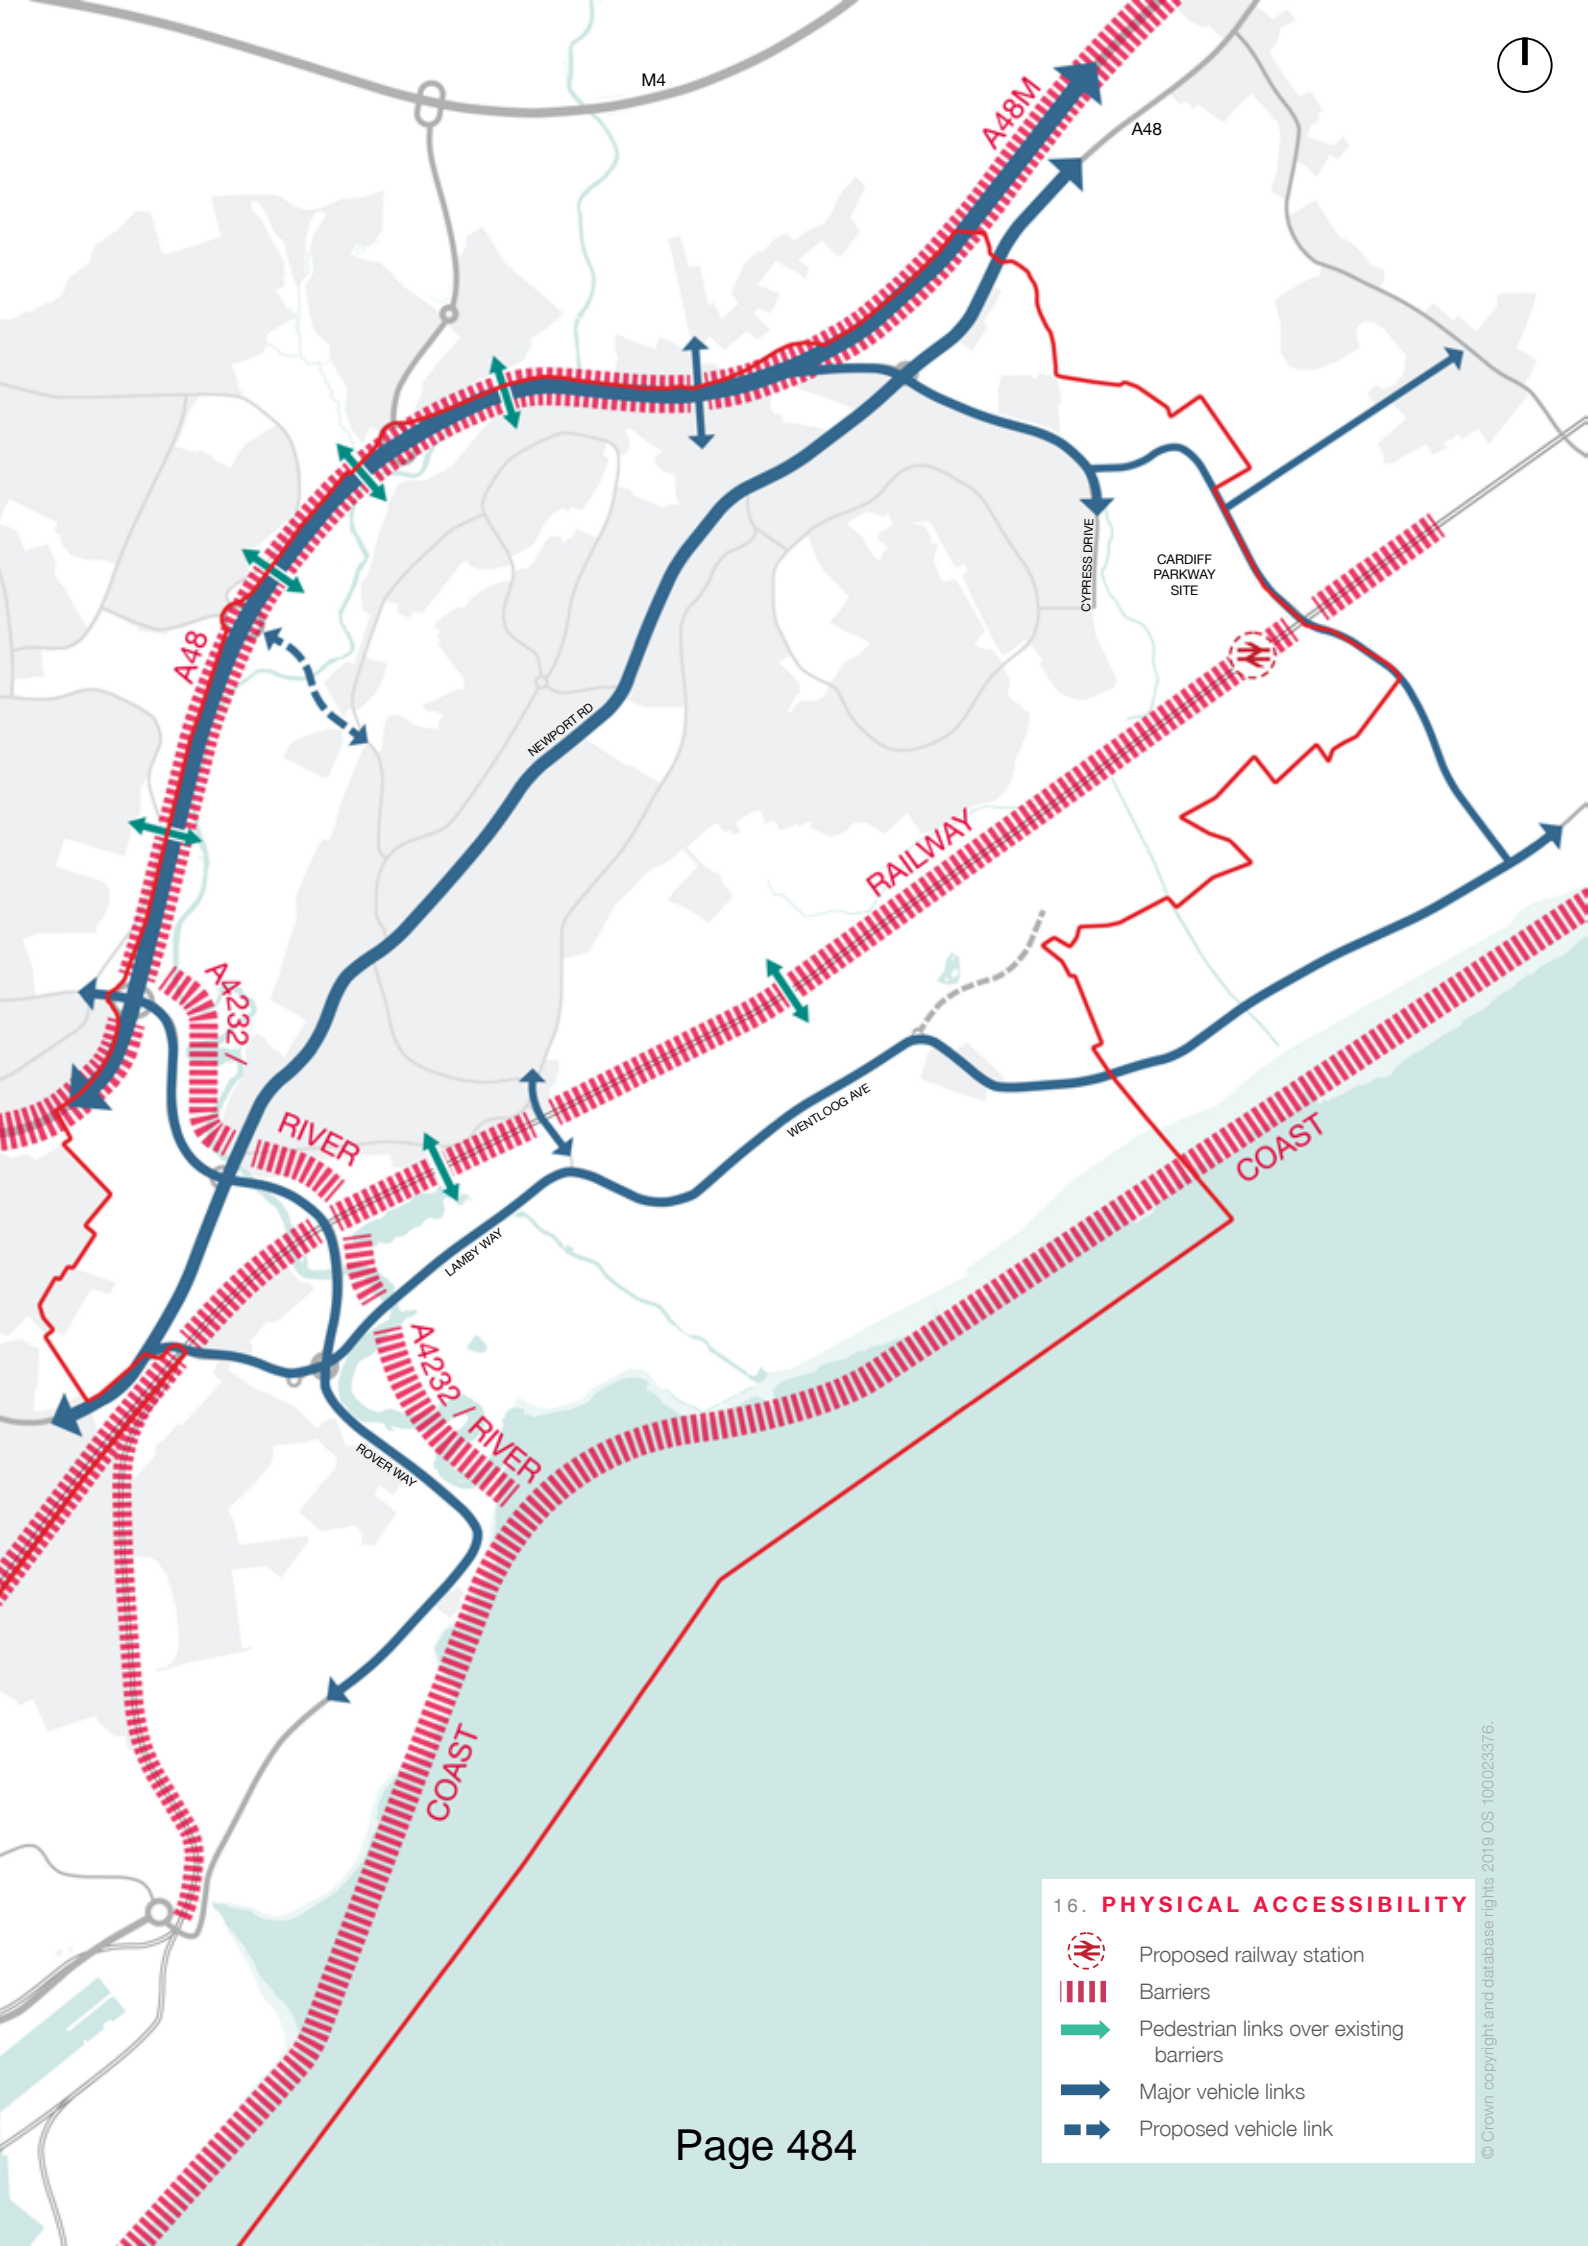 M4
A48M
A48
A48
CYPRESS DRIVE
CARDIFF
PARKWAY
SITE
NEWPORT RD
RAILWAY
A4232 /
RIVER
WENTLOOG AVE
COAST
LAMBY WAY
A4232 / RIVER
ROVER WAY
COAST
16. PHYSICAL ACCESSIBILITY
Proposed railway station
Barriers
Pedestrian links over existing
barriers
Major vehicle links
Proposed vehicle link
© Crown copyright and database rights 2019 OS 100023376.
Page 484